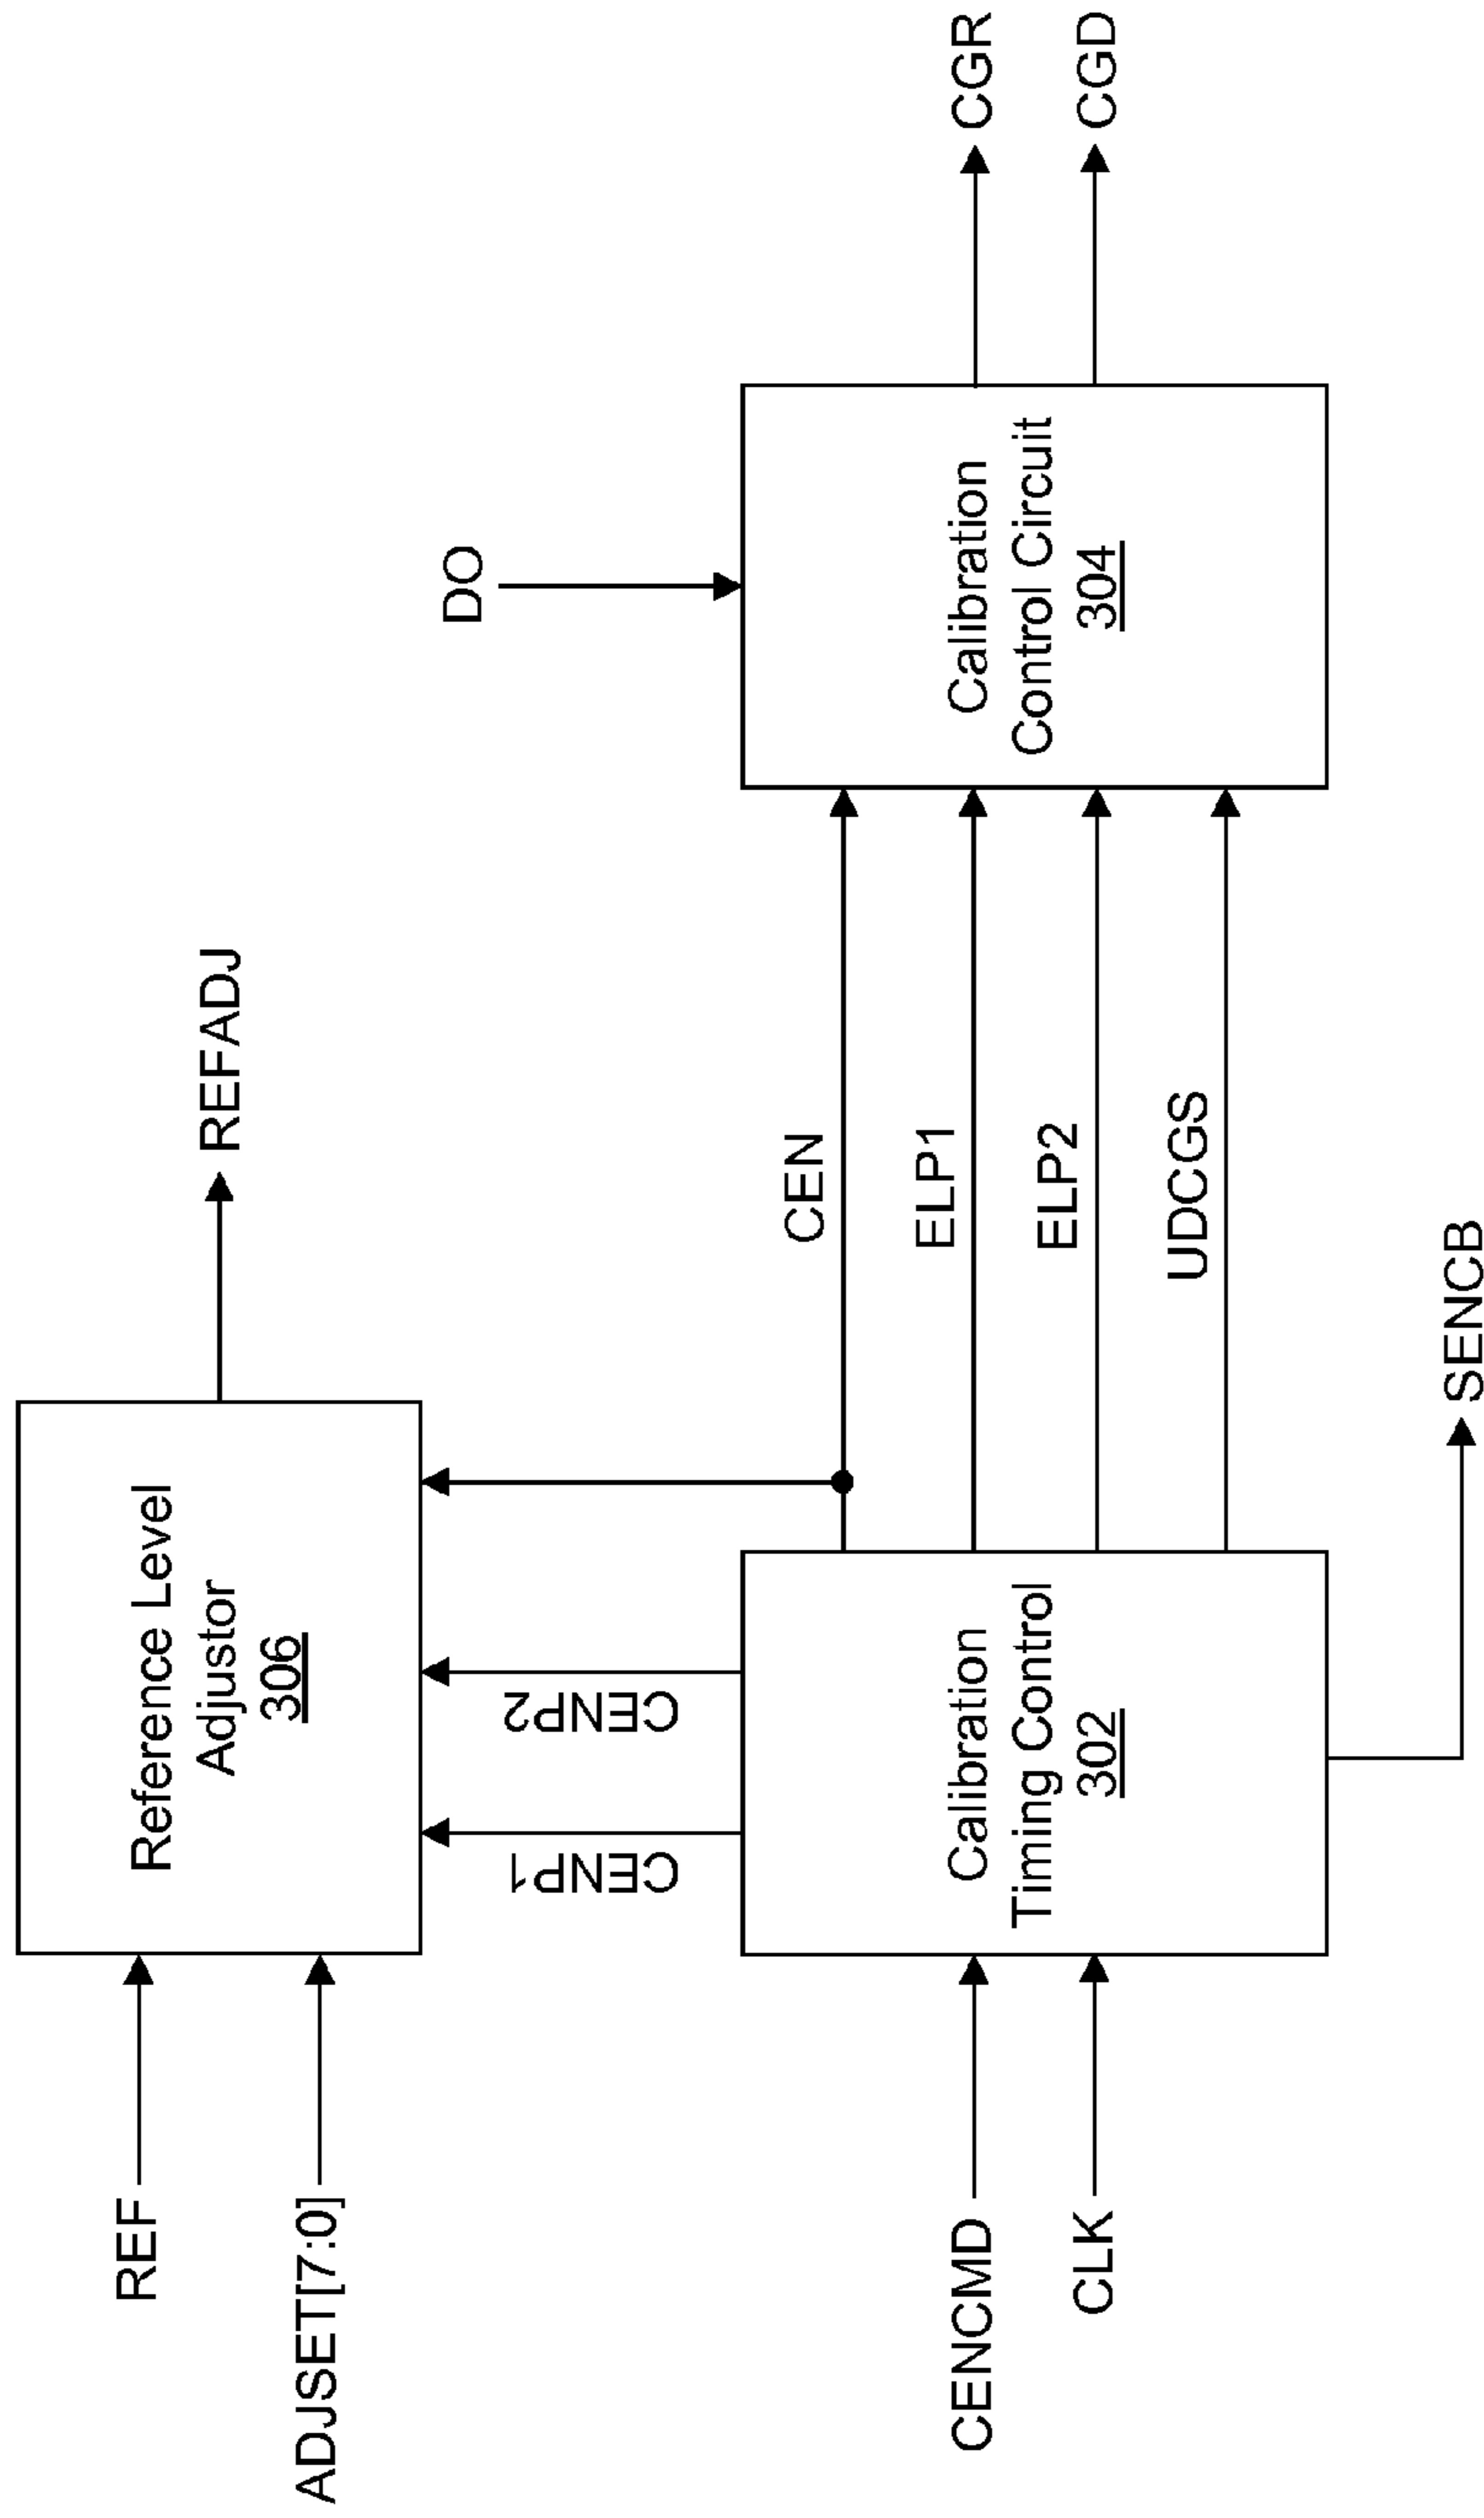 REF
ADJSET[7:0]
Reference Level
Adjustor
306
REFADJ
CENP1
CENP2
DO
CENCMD
CLK
Calibration
Timing Control
302
CEN
ELP1
ELP2
UDCGS
SENCB
Calibration
Control Circuit
304
CGR
CGD